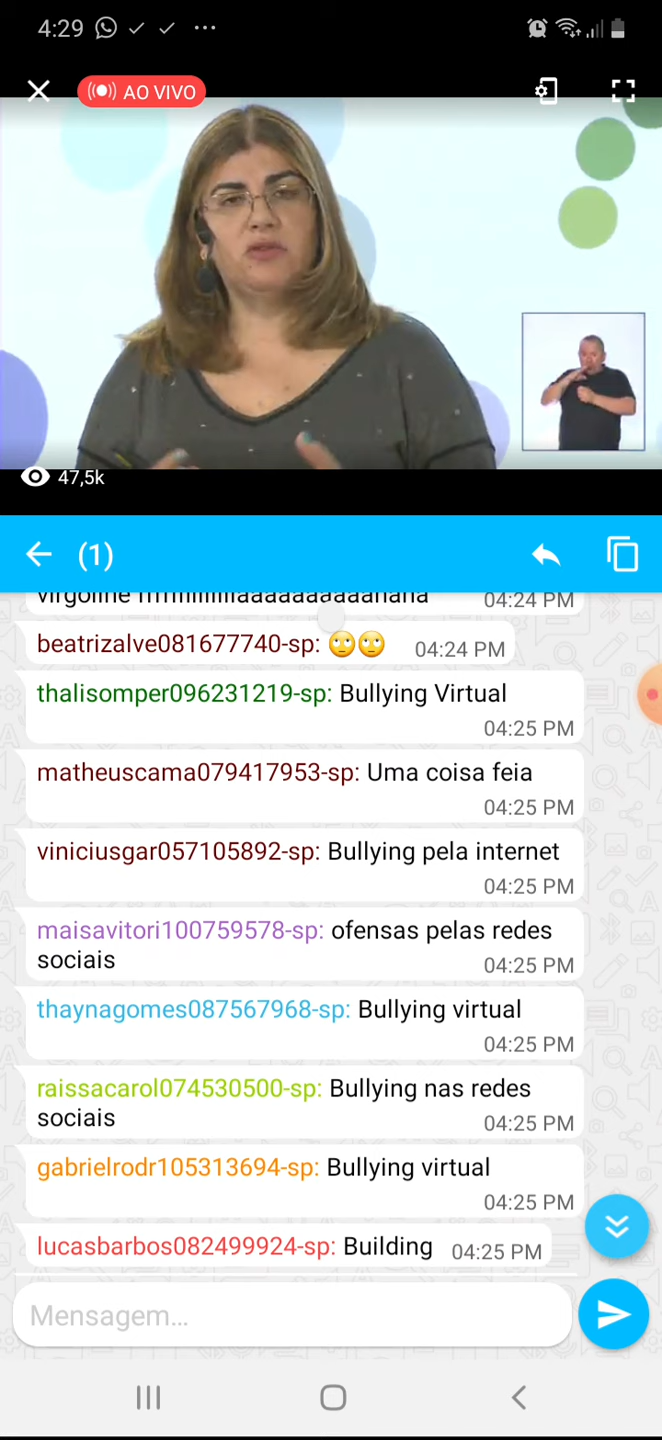 4:29
AO VIVO
47,5k
(1)
04:24 PM
beatrizalve081677740-sp: 🙄🙄 04:24 PM
thalisomper096231219-sp: Bullying Virtual
04:25 PM
matheuscama079417953-sp: Uma coisa feia
04:25 PM
viniciusgar057105892-sp: Bullying pela internet
04:25 PM
maisavitori100759578-sp: ofensas pelas redes
sociais 04:25 PM
thaynagomes087567968-sp: Bullying virtual
04:25 PM
raissacarol074530500-sp: Bullying nas redes
sociais 04:25 PM
gabrielrodr105313694-sp: Bullying virtual
04:25 PM
lucasbarbos082499924-sp: Building 04:25 PM
Mensagem...